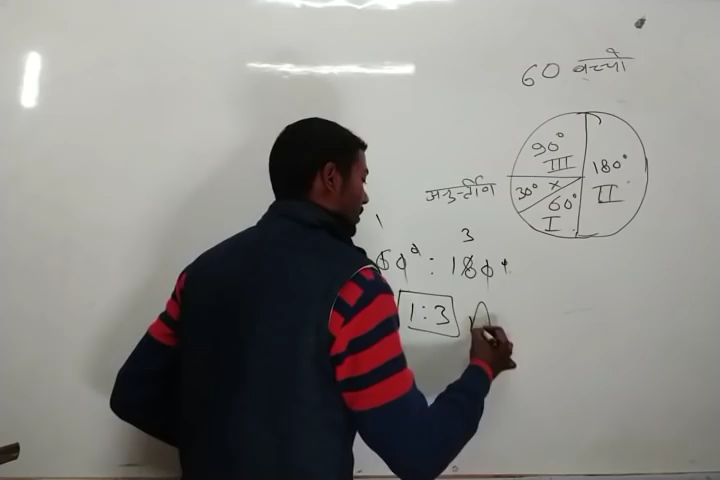 60 बच्चों
90°
III
180°
II
30° X
60°
I
अनुत्तीर्ण
1
3
60° : 180°
1:3